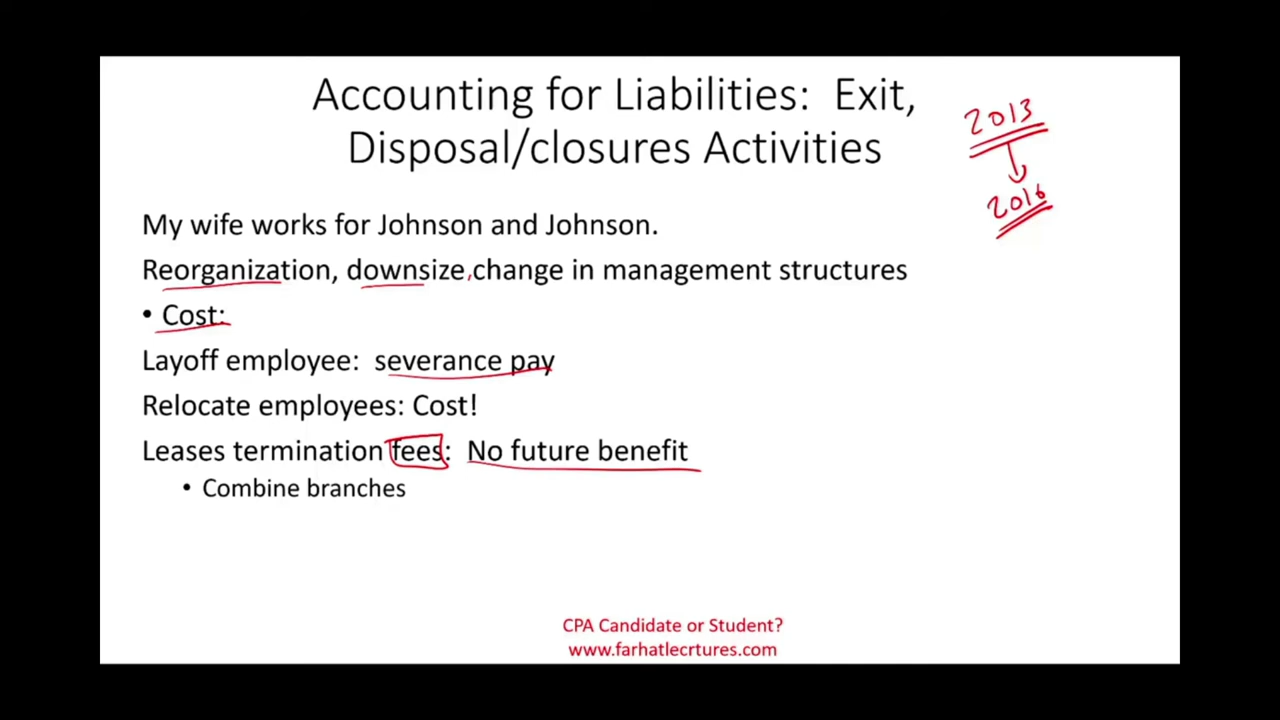 Accounting for Liabilities: Exit,
Disposal/closures Activities
2013
2016
My wife works for Johnson and Johnson.
Reorganization, downsize,change in management structures
• Cost:
Layoff employee: severance pay
Relocate employees: Cost!
Leases termination fees: No future benefit
• Combine branches
CPA Candidate or Student?
www.farhatlecrtures.com